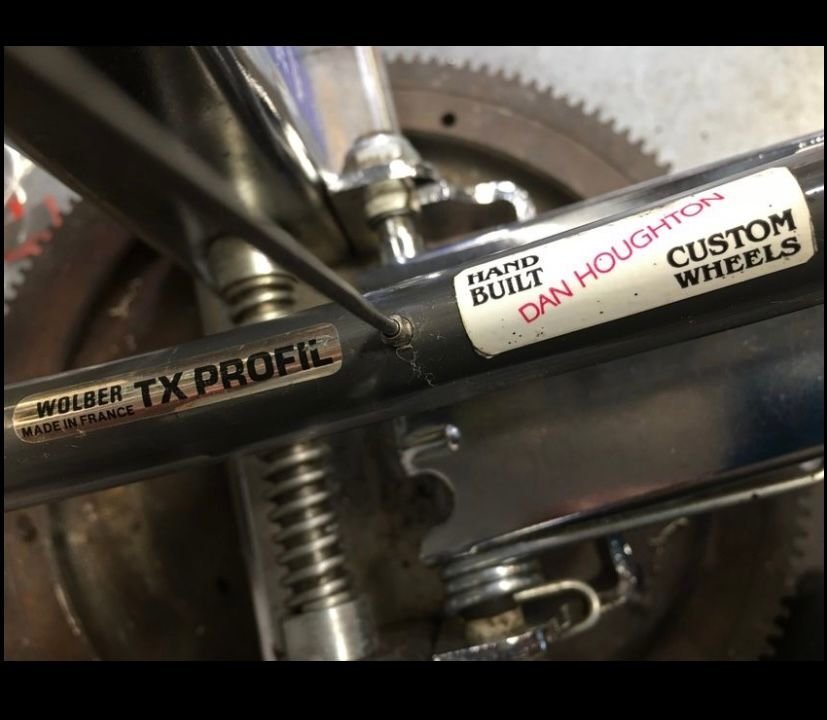 WOLBER TX PROFIL
MADE IN FRANCE
HAND
BUILT
DAN HOUGHTON
CUSTOM
WHEELS